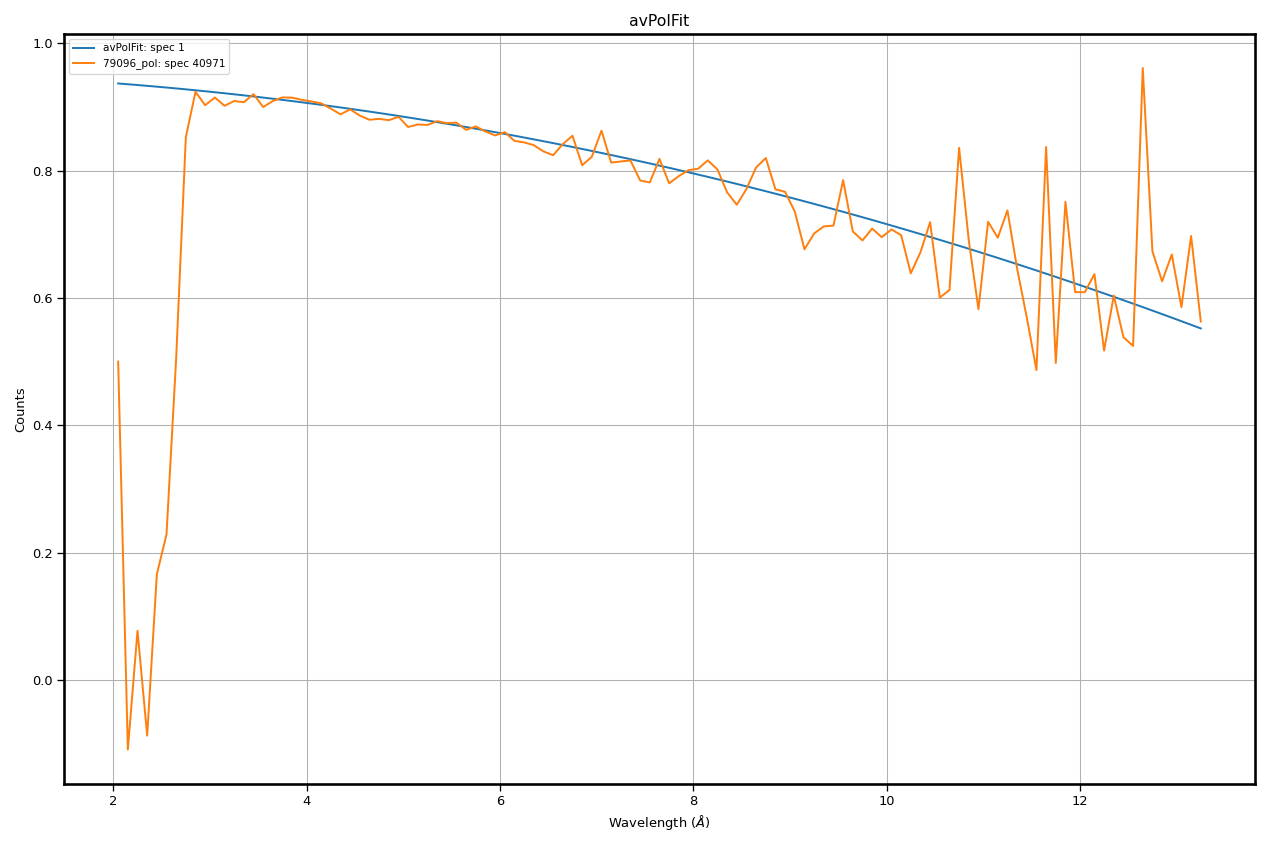 avPolFit
avPolFit: spec 1
79096_pol: spec 40971
1.0
0.8
0.6
0.4
0.2
0.0
Counts
2 4 6 8 10 12
Wavelength (Å)